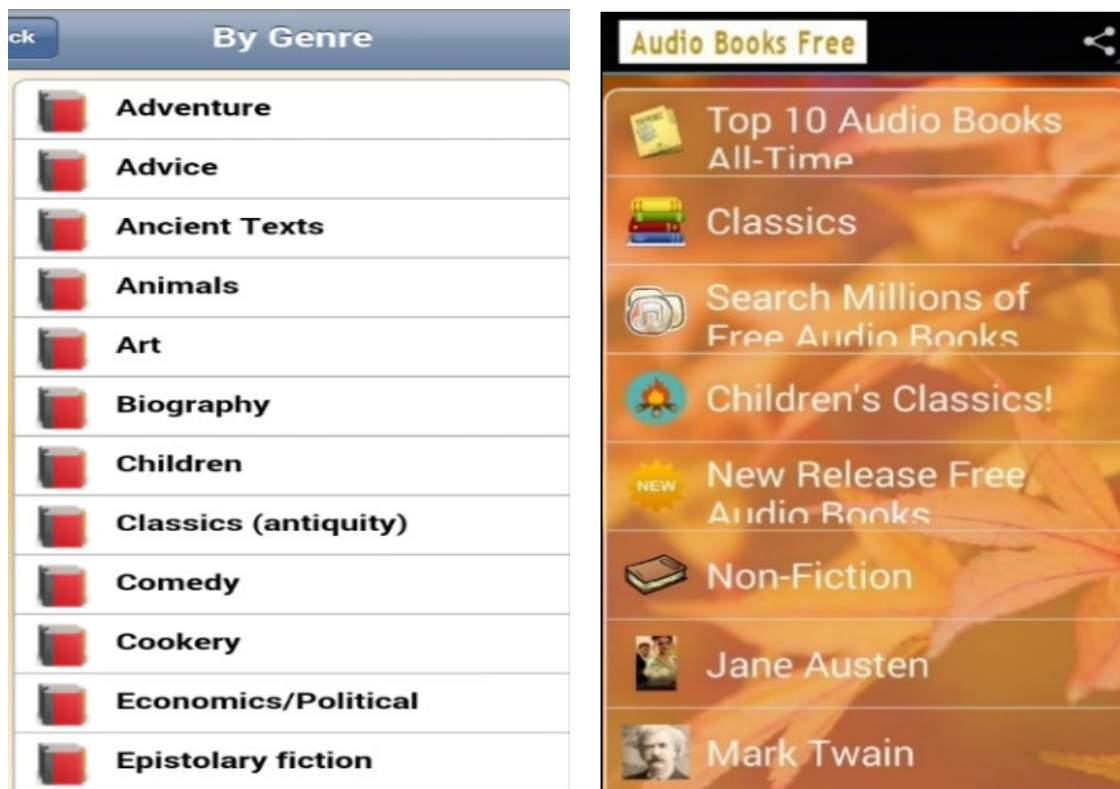 ck
By Genre
Adventure
Advice
Ancient Texts
Animals
Art
Biography
Children
Classics (antiquity)
Comedy
Cookery
Economics/Political
Epistolary fiction
Audio Books Free
Top 10 Audio Books
All-Time
Classics
Search Millions of
Free Audio Books
Children's Classics!
NEW
New Release Free
Audio Books
Non-Fiction
Jane Austen
Mark Twain